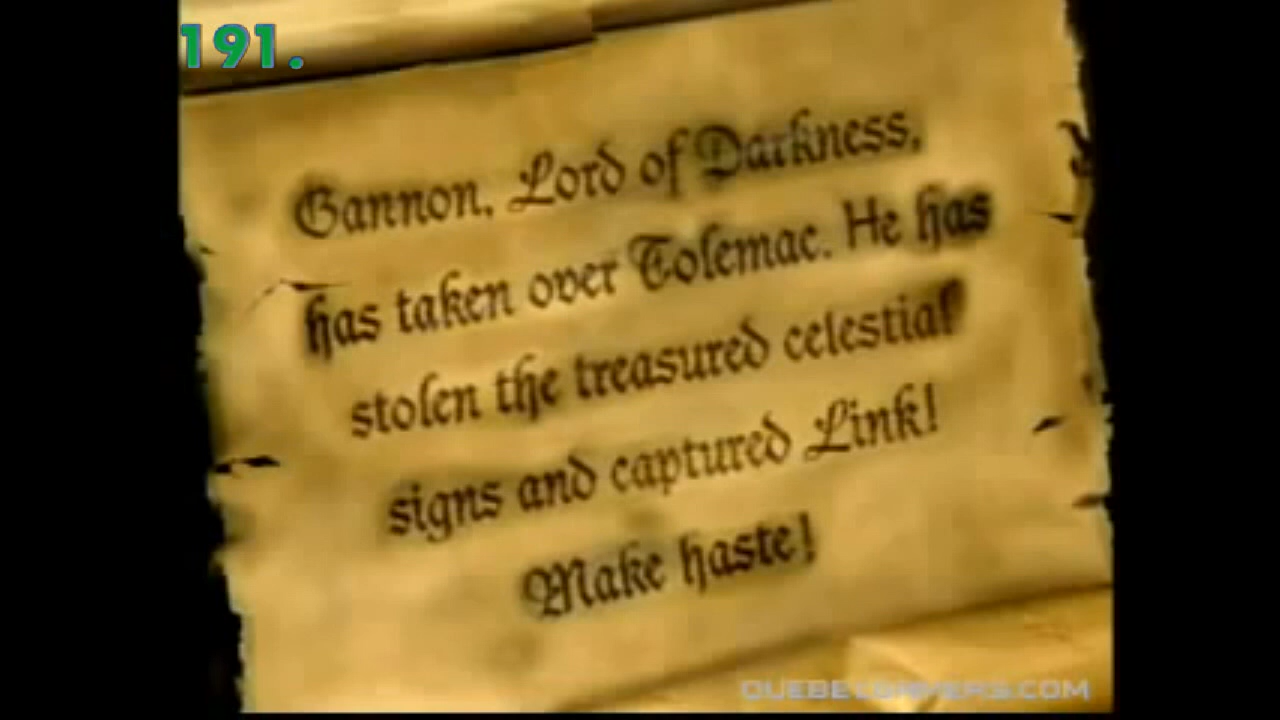 191.
Gannon, Lord of Darkness,
has taken over Tolemac. He has
stolen the treasured celestial
signs and captured Link!
Make haste!
QUEBECGAMERS.COM